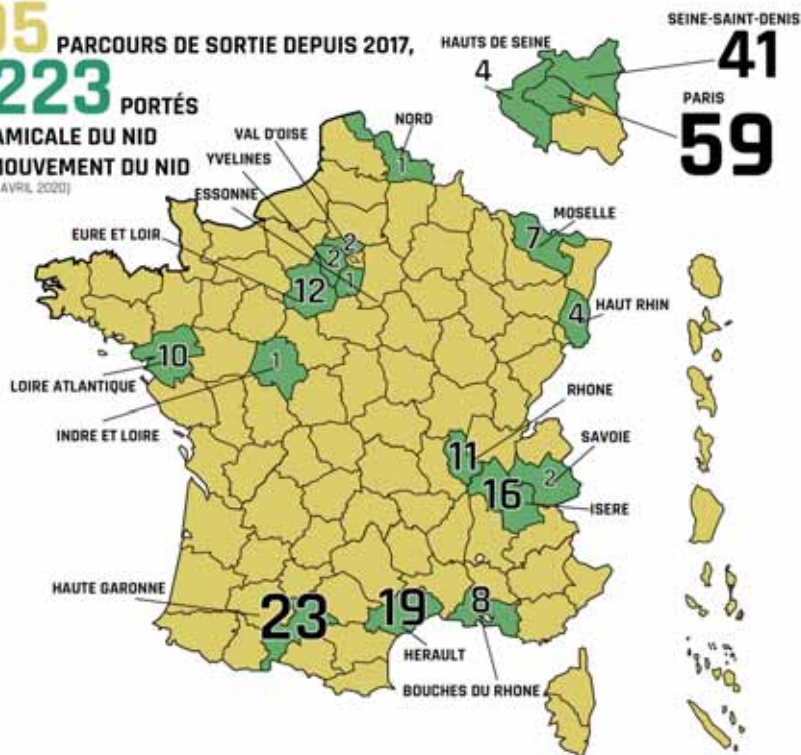 95 PARCOURS DE SORTIE DEPUIS 2017,
223 PORTÉS
AMICALE DU NID
MOUVEMENT DU NID
AVRIL 2020)
SEINE-SAINT-DENIS
41
HAUTS DE SEINE
4
PARIS
59
NORD
1
VAL D'OISE
2
YVELINES
2
ESSONNE
1
EURE ET LOIR
12
MOSELLE
7
HAUT RHIN
4
LOIRE ATLANTIQUE
10
INDRE ET LOIRE
1
RHONE
11
SAVOIE
2
ISERE
16
HAUTE GARONNE
23
HERAULT
19
BOUCHES DU RHONE
8